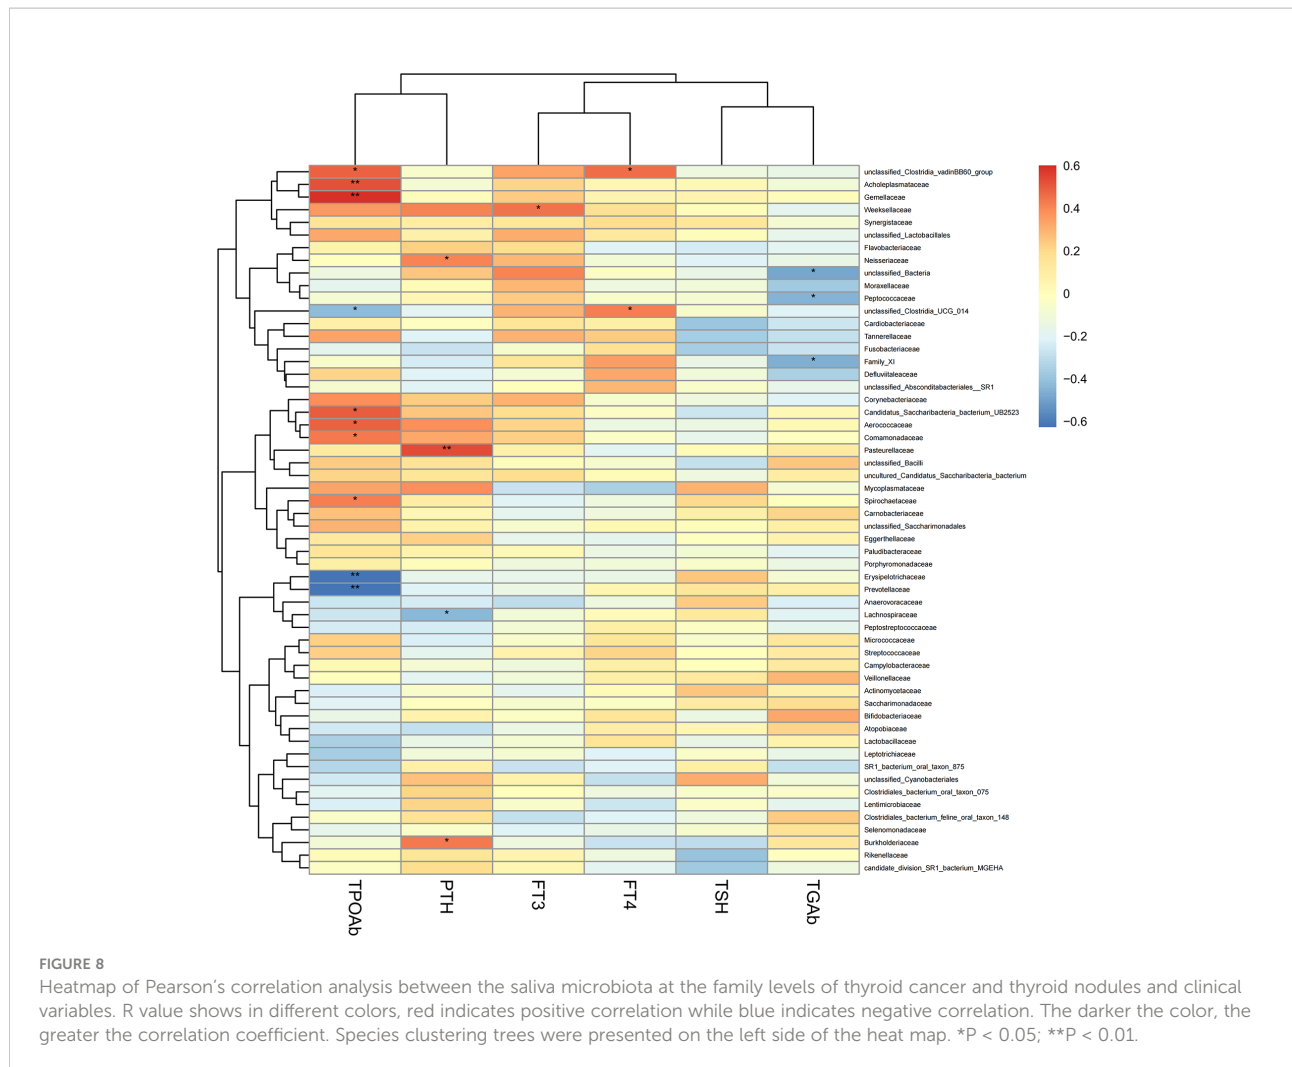 *
*
unclassified_Clostridia_vadinBB60_group
**
Acholeplasmataceae
**
Gemellaceae
*
Weeksellaceae
Synergistaceae
unclassified_Lactobacillales
Flavobacteriaceae
*
Neisseriaceae
*
unclassified_Bacteria
Moraxellaceae
*
Peptococcaceae
*
*
unclassified_Clostridia_UCG_014
Cardiobacteriaceae
Tannerellaceae
Fusobacteriaceae
*
Family_XI
Defluviitaleaceae
unclassified_Absconditabacteriales__SR1
Corynebacteriaceae
*
Candidatus_Saccharibacteria_bacterium_UB2523
*
Aerococcaceae
*
Comamonadaceae
**
Pasteurellaceae
unclassified_Bacilli
uncultured_Candidatus_Saccharibacteria_bacterium
Mycoplasmataceae
*
Spirochaetaceae
Carnobacteriaceae
unclassified_Saccharimonadales
Eggerthellaceae
Paludibacteraceae
Porphyromonadaceae
**
Erysipelotrichaceae
**
Prevotellaceae
Anaerovoracaceae
*
Lachnospiraceae
Peptostreptococcaceae
Micrococcaceae
Streptococcaceae
Campylobacteraceae
Veillonellaceae
Actinomycetaceae
Saccharimonadaceae
Bifidobacteriaceae
Atopobiaceae
Lactobacillaceae
Leptotrichiaceae
SR1_bacterium_oral_taxon_875
unclassified_Cyanobacteriales
Clostridiales_bacterium_oral_taxon_075
Lentimicrobiaceae
Clostridiales_bacterium_feline_oral_taxon_148
Selenomonadaceae
*
Burkholderiaceae
Rikenellaceae
candidate_division_SR1_bacterium_MGEHA
0.6
0.4
0.2
0
−0.2
−0.4
−0.6
TPOAb
PTH
FT3
FT4
TSH
TGAb
FIGURE 8
Heatmap of Pearson’s correlation analysis between the saliva microbiota at the family levels of thyroid cancer and thyroid nodules and clinical
variables. R value shows in different colors, red indicates positive correlation while blue indicates negative correlation. The darker the color, the
greater the correlation coefficient. Species clustering trees were presented on the left side of the heat map. *P < 0.05; **P < 0.01.